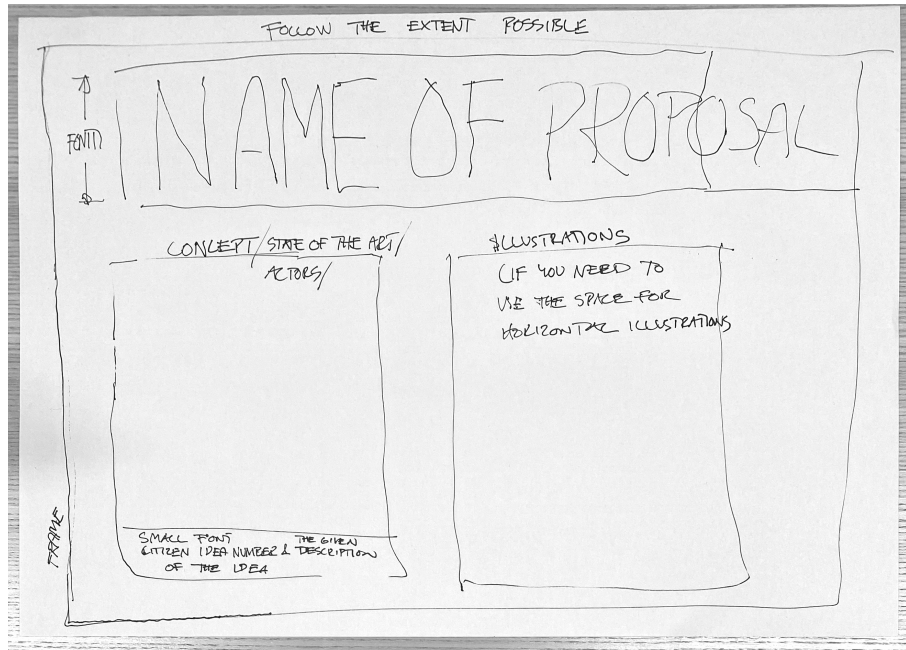 FOLLOW THE EXTENT POSSIBLE
NAME OF PROPOSAL
CONCEPT/STATE OF THE ART/
ACTORS/
ILLUSTRATIONS
(IF YOU NEED TO
USE THE SPACE FOR
HORIZONTAL ILLUSTRATIONS
SMALL FONT THE GIVEN
CITIZEN IDEA NUMBER & DESCRIPTION
OF THE IDEA
FRAME